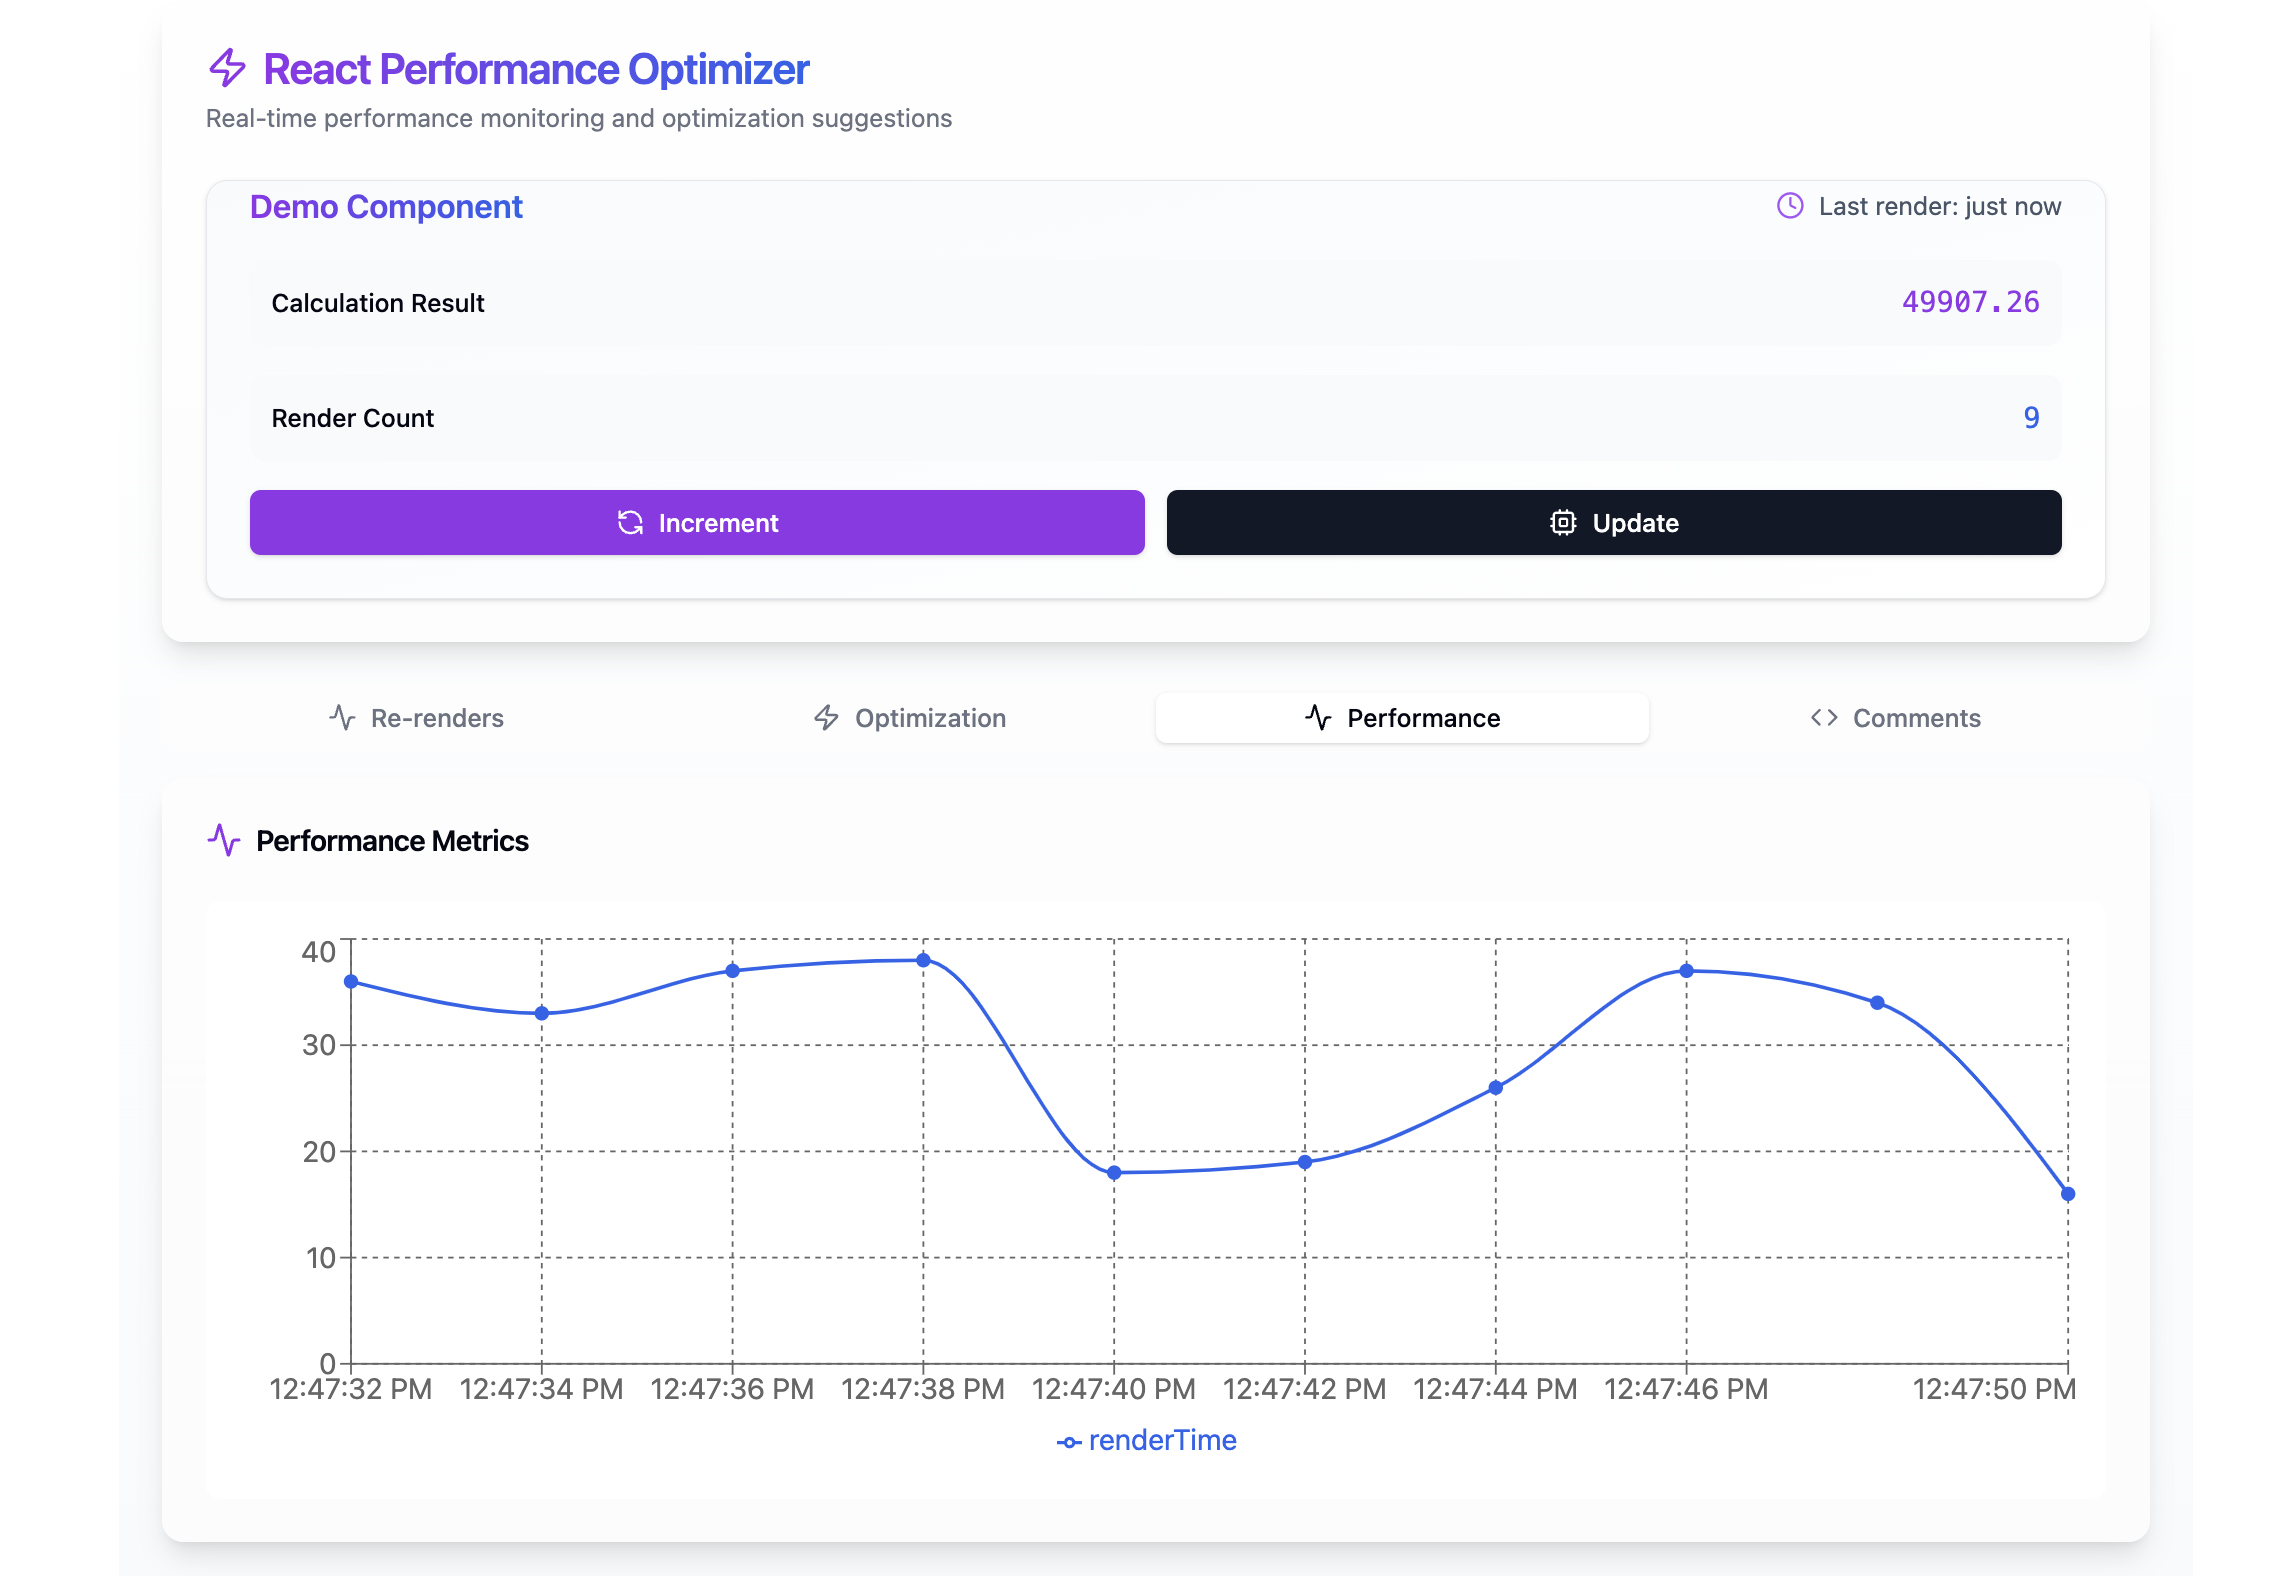 React Performance Optimizer
Real-time performance monitoring and optimization suggestions
Demo Component
Last render: just now
Calculation Result
49907.26
Render Count
9
Increment
Update
Re-renders
Optimization
Performance
Comments
Performance Metrics
40
30
20
10
0
12:47:32 PM
12:47:34 PM
12:47:36 PM
12:47:38 PM
12:47:40 PM
12:47:42 PM
12:47:44 PM
12:47:46 PM
12:47:50 PM
renderTime